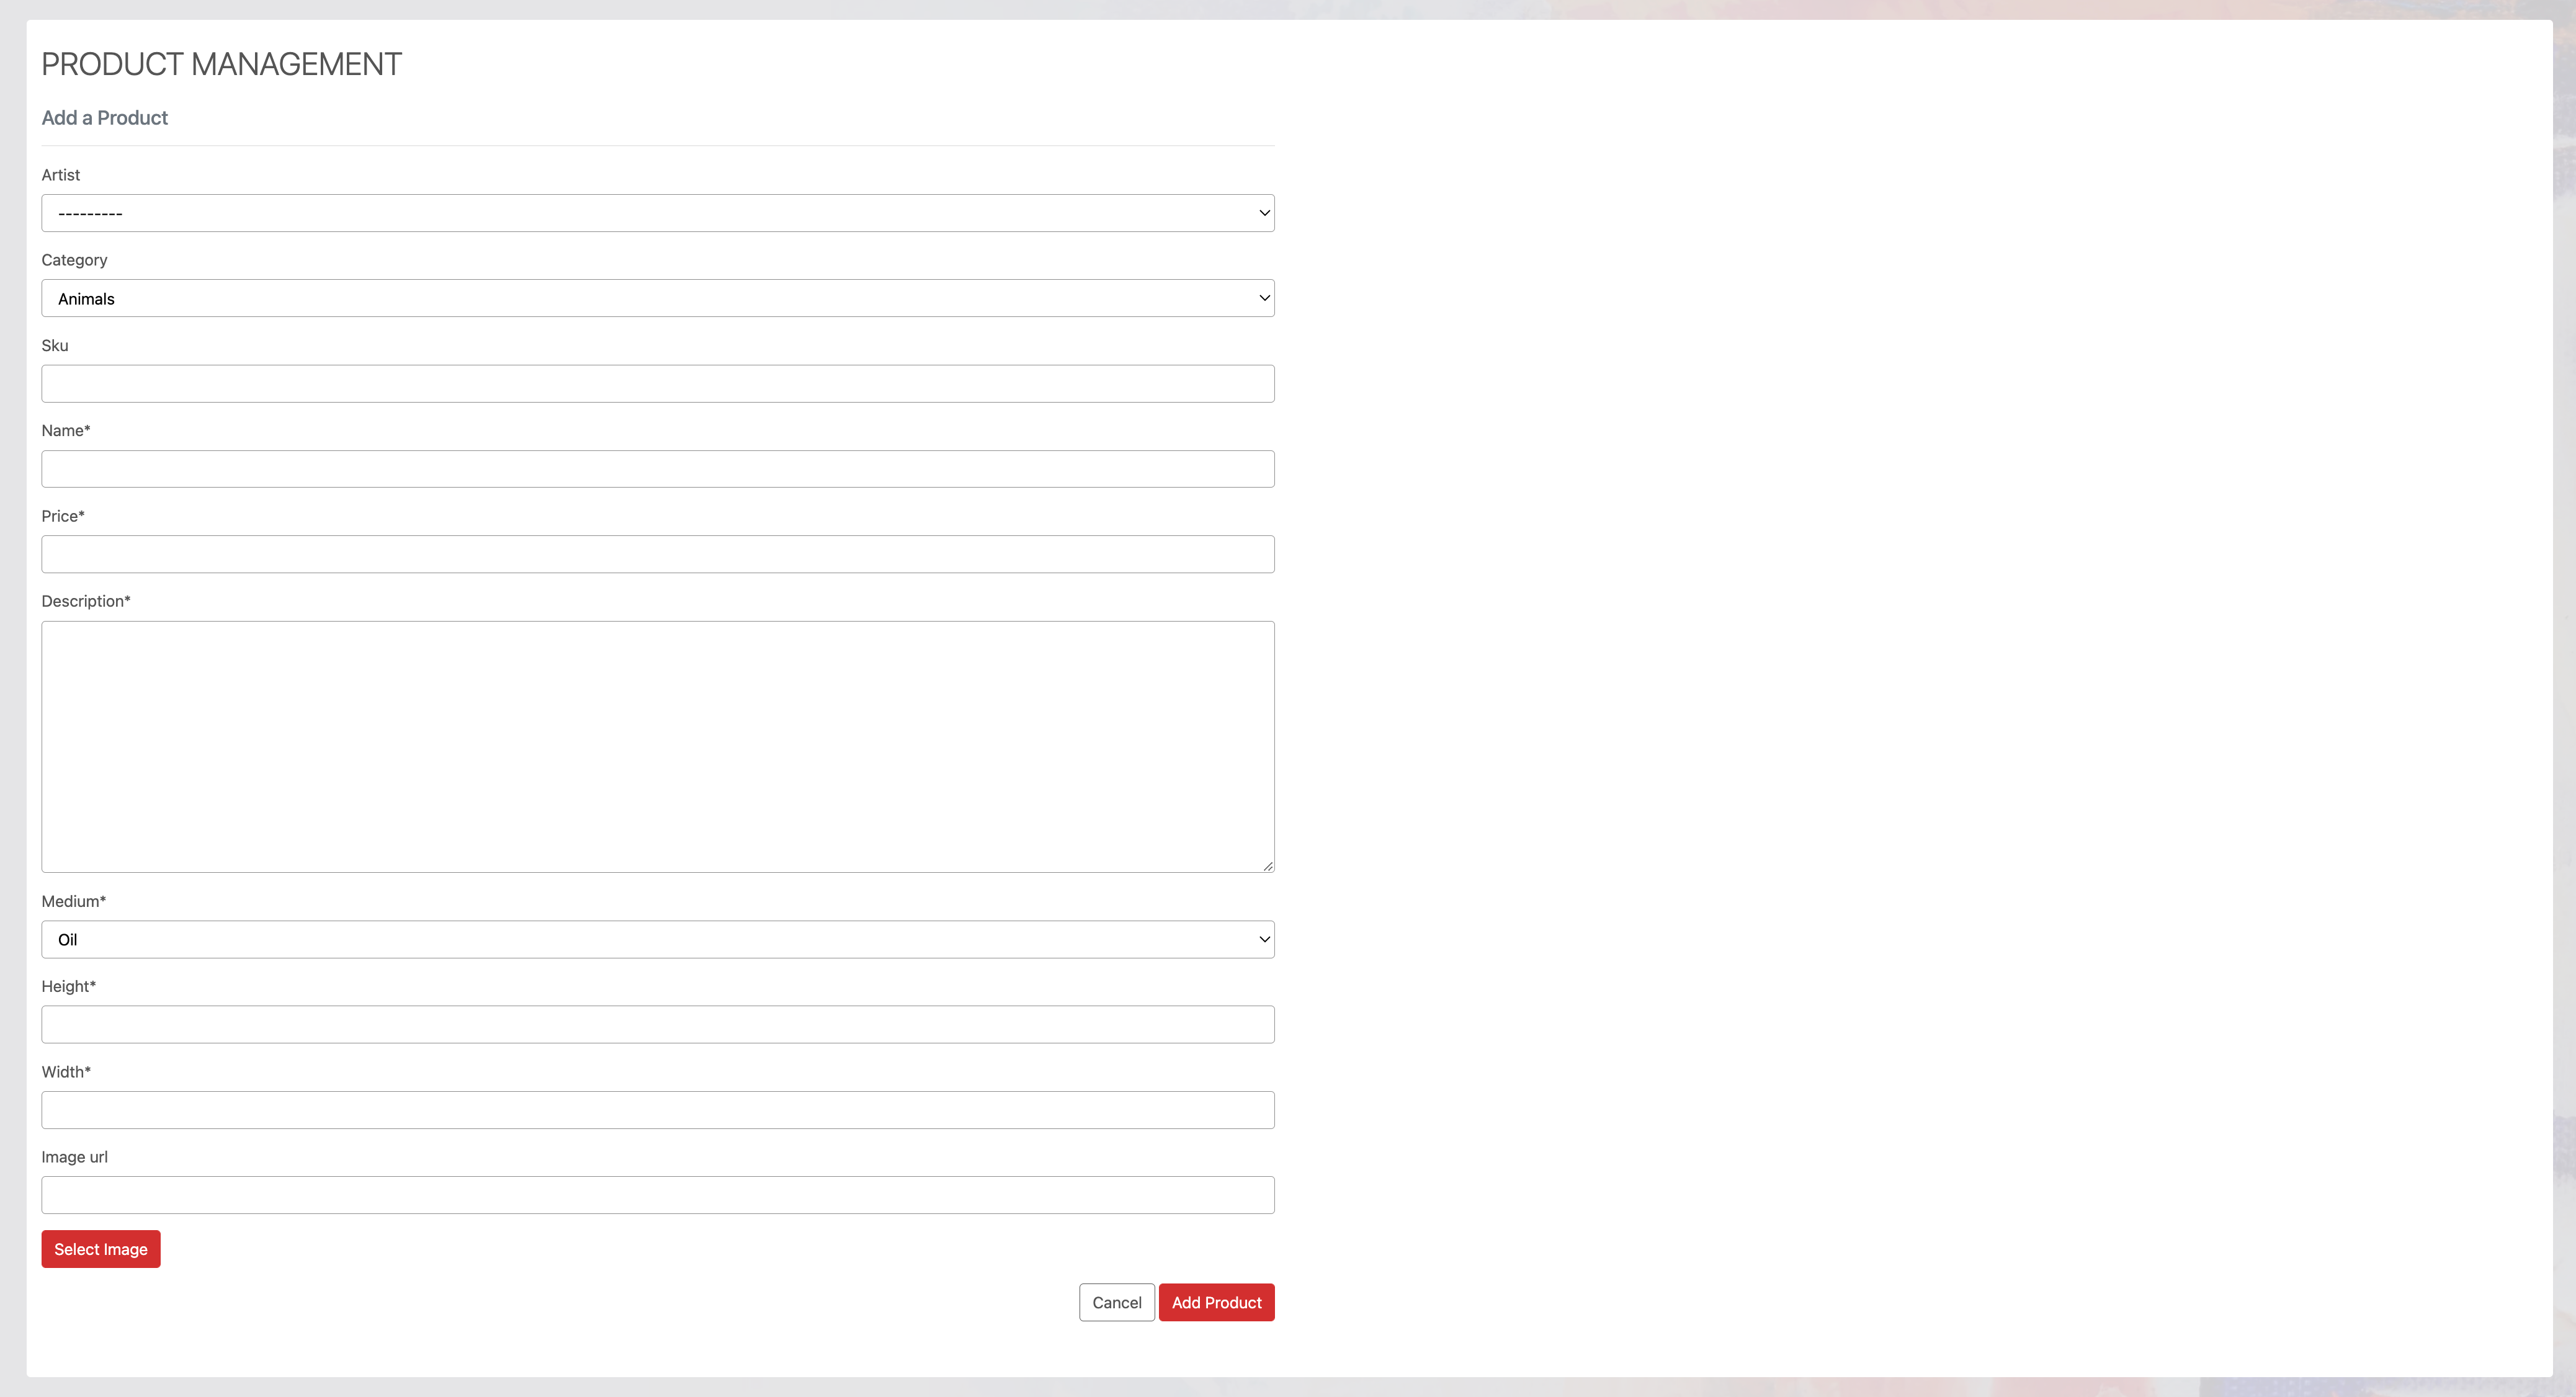 PRODUCT MANAGEMENT
Add a Product
Artist
---------
Category
Animals
Sku
Name*
Price*
Description*
Medium*
Oil
Height*
Width*
Image url
Select Image
Cancel Add Product